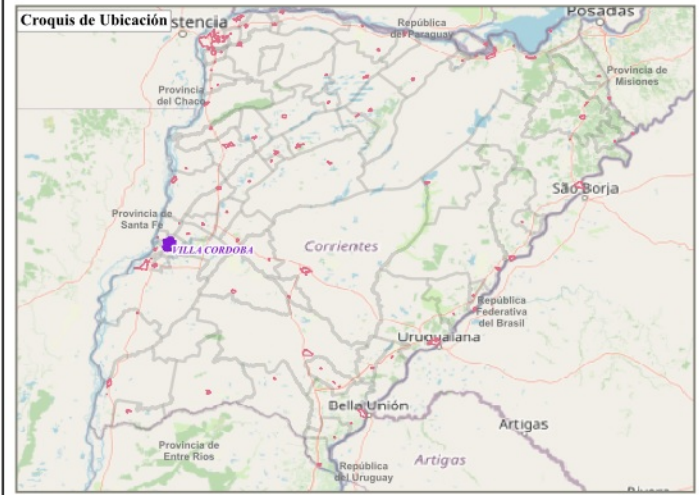 Croquis de Ubicación
stencia
República
del Paraguay
Posadas
Provincia de
Misiones
Provincia
del Chaco
São Borja
Provincia de
Santa Fe
VILLA CORDOBA
Corrientes
República
Federativa
del Brasil
Uruguaiana
Bella Unión
Artigas
Provincia de
Entre Rios
Artigas
República
del Uruguay